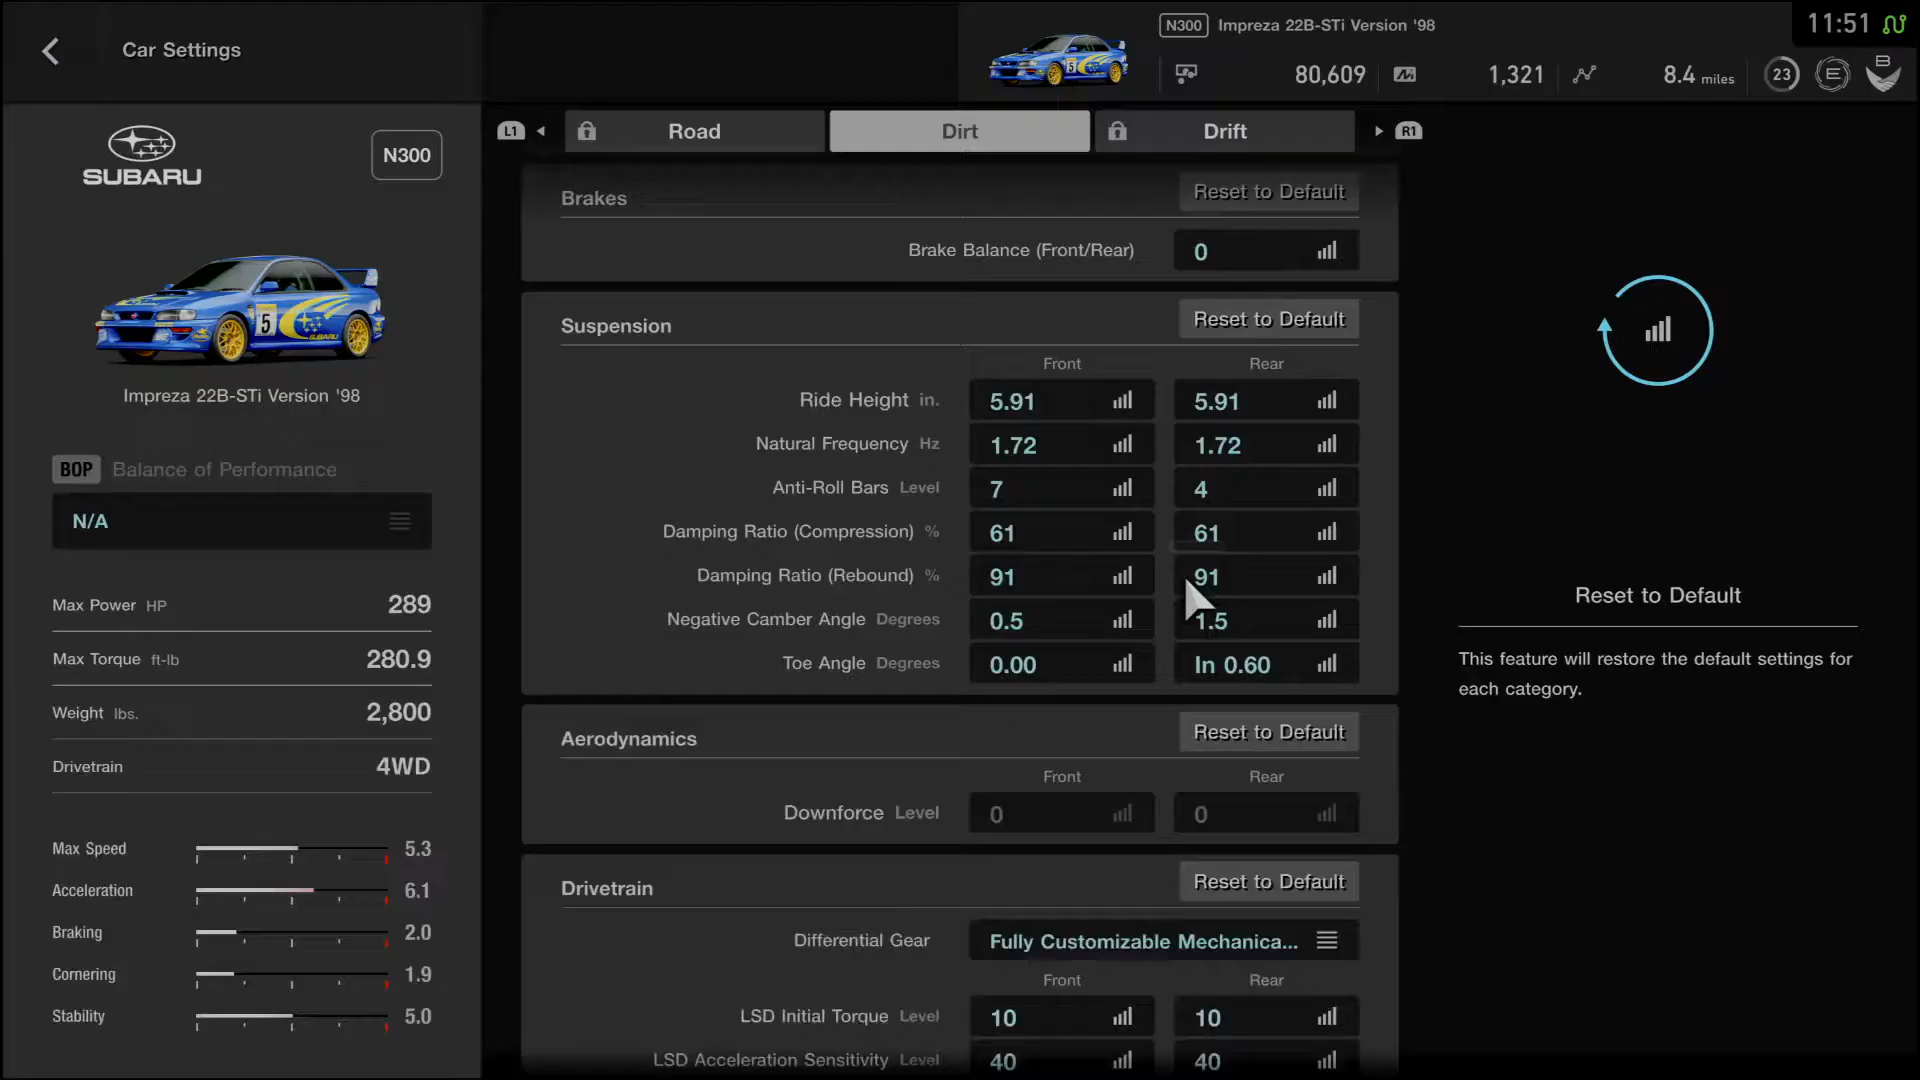 Car Settings
N300 Impreza 22B-STi Version '98
11:51
80,609
1,321
8.4 miles
23
E
B
SUBARU
N300
L1
Road
Dirt
Drift
R1
Brakes
Reset to Default
Brake Balance (Front/Rear) 0
5
SUBARU
Impreza 22B-STi Version '98
BOP Balance of Performance
N/A
Max Power HP 289
Max Torque ft-lb 280.9
Weight lbs. 2,800
Drivetrain 4WD
Max Speed 5.3
Acceleration 6.1
Braking 2.0
Cornering 1.9
Stability 5.0
Suspension
Reset to Default
Front Rear
Ride Height in. 5.91 5.91
Natural Frequency Hz 1.72 1.72
Anti-Roll Bars Level 7 4
Damping Ratio (Compression) % 61 61
Damping Ratio (Rebound) % 91 91
Negative Camber Angle Degrees 0.5 1.5
Toe Angle Degrees 0.00 In 0.60
Aerodynamics
Reset to Default
Front Rear
Downforce Level 0 0
Drivetrain
Reset to Default
Differential Gear Fully Customizable Mechanica...
Front Rear
LSD Initial Torque Level 10 10
LSD Acceleration Sensitivity Level 40 40
Reset to Default
This feature will restore the default settings for
each category.